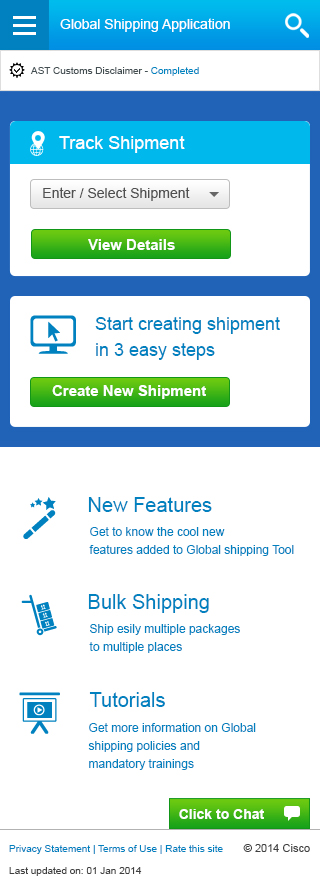 Global Shipping Application
AST Customs Disclaimer - Completed
Track Shipment
Enter / Select Shipment
View Details
Start creating shipment
in 3 easy steps
Create New Shipment
New Features
Get to know the cool new
features added to Global shipping Tool
Bulk Shipping
Ship esily multiple packages
to multiple places
Tutorials
Get more information on Global
shipping policies and
mandatory trainings
Click to Chat
Privacy Statement | Terms of Use | Rate this site © 2014 Cisco
Last updated on: 01 Jan 2014